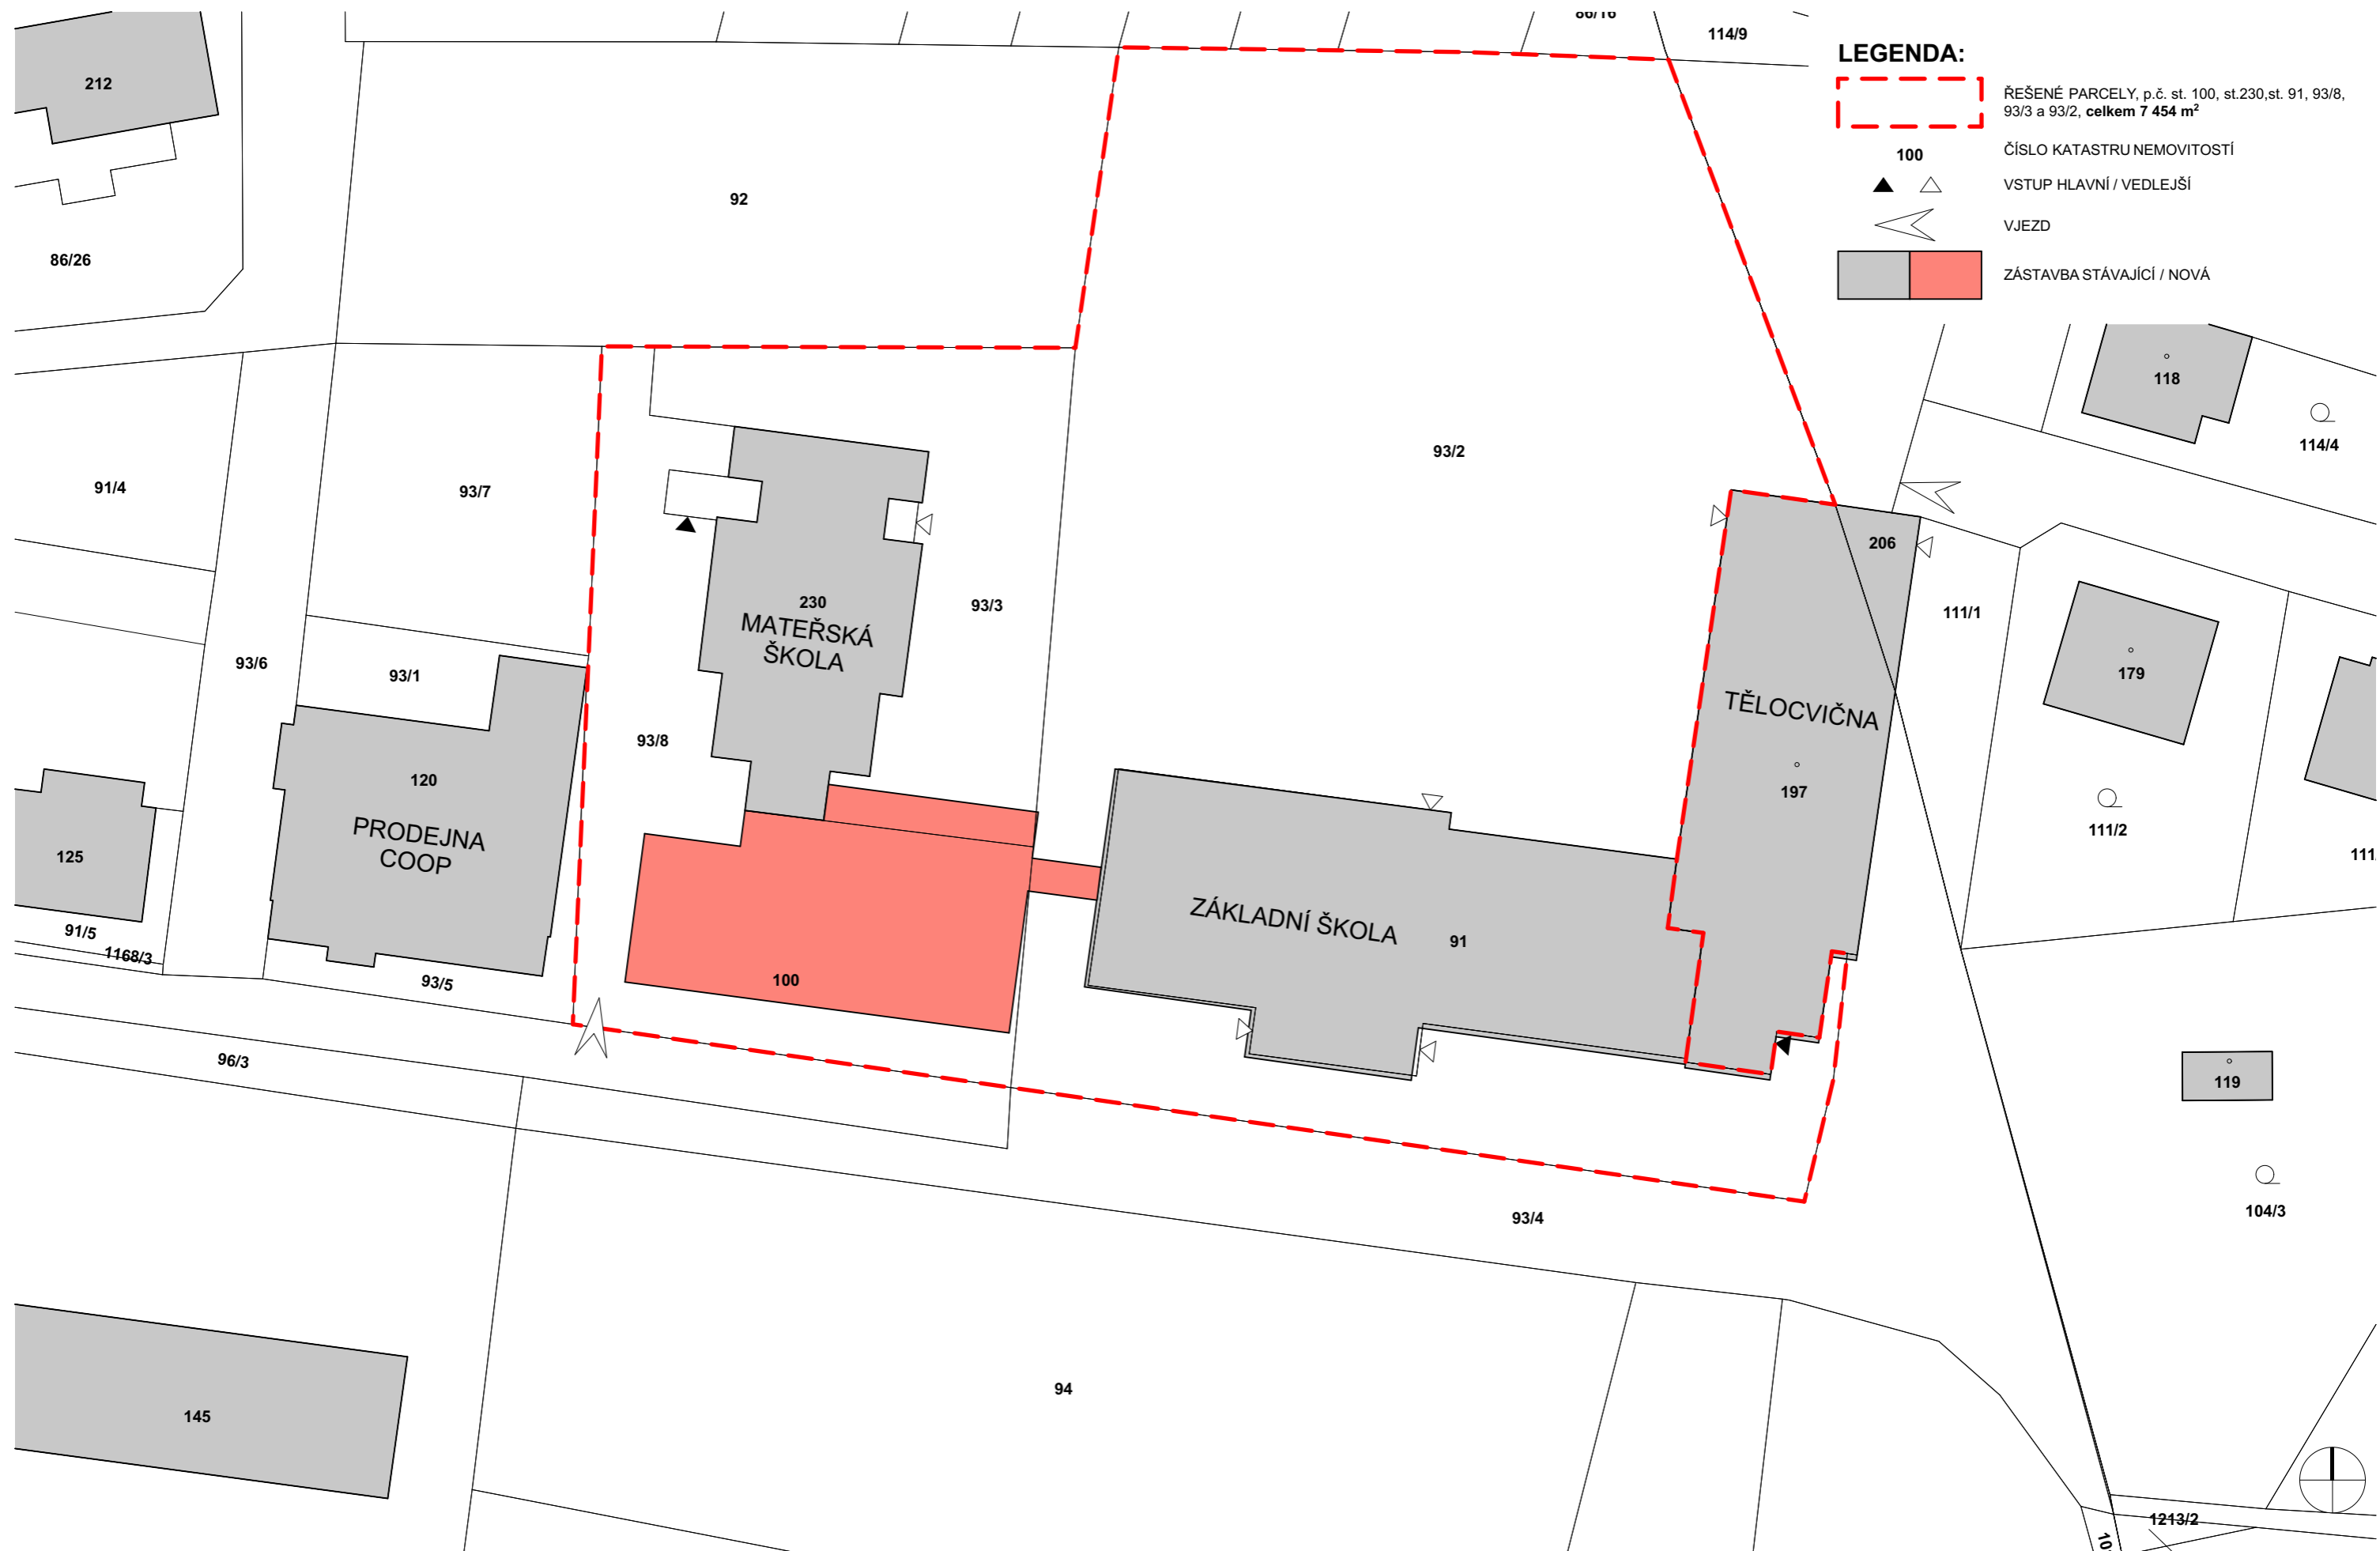 86/16
114/9
LEGENDA:
ŘEŠENÉ PARCELY, p.č. st. 100, st.230,st. 91, 93/8,
93/3 a 93/2, celkem 7 454 m²
100
ČÍSLO KATASTRU NEMOVITOSTÍ
VSTUP HLAVNÍ / VEDLEJŠÍ
VJEZD
ZÁSTAVBA STÁVAJÍCÍ / NOVÁ
212
92
86/26
118
114/4
93/2
91/4
93/7
206
230
MATEŘSKÁ
ŠKOLA
93/3
111/1
93/6
93/1
179
TĚLOCVIČNA
93/8
120
197
PRODEJNA
COOP
125
111/2
111
ZÁKLADNÍ ŠKOLA
91
91/5
1168/3
93/5
100
96/3
119
93/4
104/3
94
145
1213/2